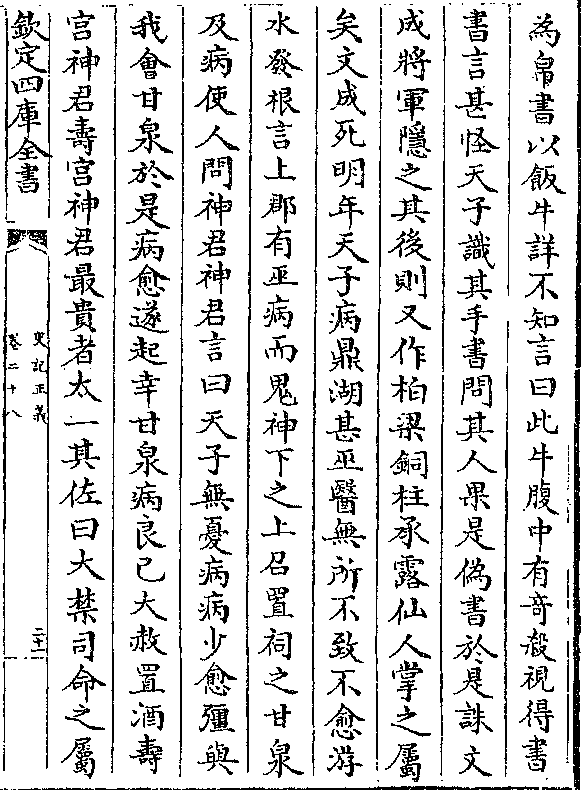 為帛書以飯牛詳不知言曰此牛腹中有竒殺視得書
書言甚怪天子識其手書問其人果是偽書於是誅文
成將軍隱之其後則又作柏梁銅柱承露仙人掌之屬
矣文成死明年天子病鼎湖甚巫醫無所不致不愈游
水發根言上郡有巫病而鬼神下之上召置祠之甘泉
及病使人問神君神君言曰天子無憂病病少愈彊與
我會甘泉於是病愈遂起幸甘泉病良已大赦置酒壽
宮神君壽宮神君最貴者太一其佐曰大禁司命之屬
欽定四庫全書
史記正義
卷二十八
二十二